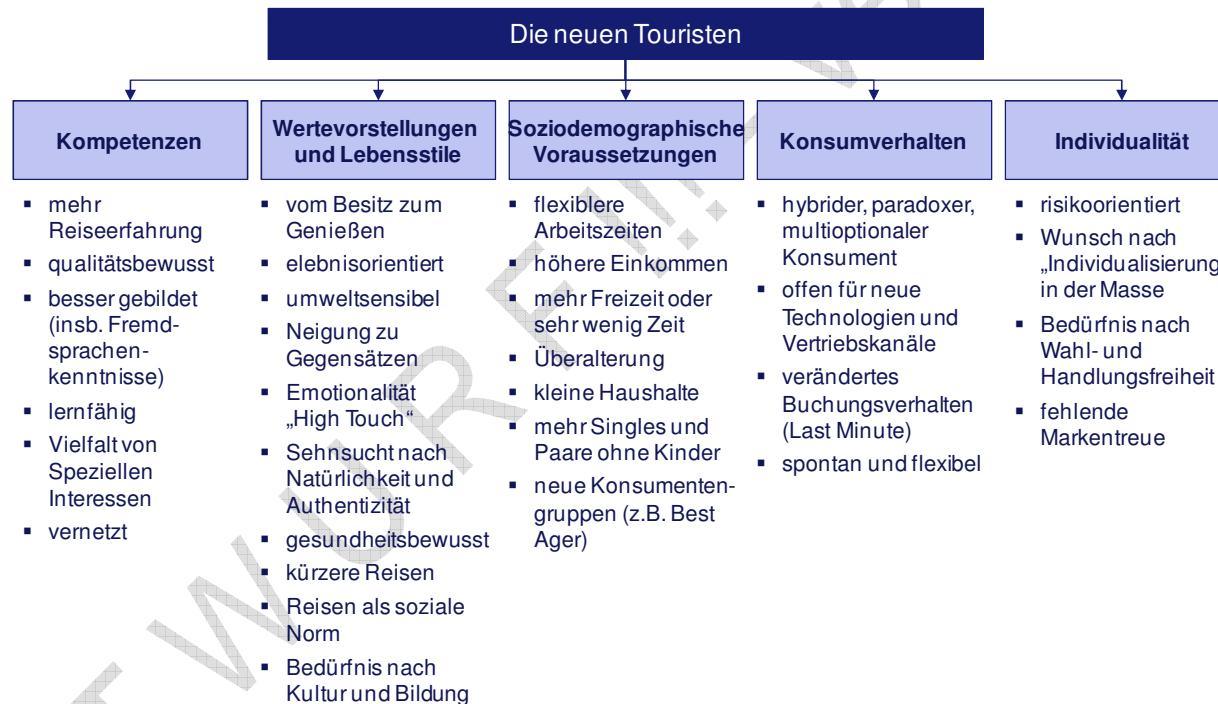 Die neuen Touristen
Kompetenzen
▪ mehr
Reiseerfahrung
▪ qualitätsbewusst
▪ besser gebildet
(insb. Fremd-
sprachen-
kenntnisse)
▪ lernfähig
▪ Vielfalt von
Speziellen
Interessen
▪ vernetzt
Wertevorstellungen
und Lebensstile
▪ vom Besitz zum
Genießen
▪ elebnisorientiert
▪ umweltsensibel
▪ Neigung zu
Gegensätzen
▪ Emotionalität
„High Touch“
▪ Sehnsucht nach
Natürlichkeit und
Authentizität
▪ gesundheitsbewusst
▪ kürzere Reisen
▪ Reisen als soziale
Norm
▪ Bedürfnis nach
Kultur und Bildung
Soziodemographische
Voraussetzungen
▪ flexiblere
Arbeitszeiten
▪ höhere Einkommen
▪ mehr Freizeit oder
sehr wenig Zeit
▪ Überalterung
▪ kleine Haushalte
▪ mehr Singles und
Paare ohne Kinder
▪ neue Konsumenten-
gruppen (z.B. Best
Ager)
Konsumverhalten
▪ hybrider, paradoxer,
multioptionaler
Konsument
▪ offen für neue
Technologien und
Vertriebskanäle
▪ verändertes
Buchungsverhalten
(Last Minute)
▪ spontan und flexibel
Individualität
▪ risikoorientiert
▪ Wunsch nach
„Individualisierung
in der Masse
▪ Bedürfnis nach
Wahl- und
Handlungsfreiheit
▪ fehlende
Markentreue
T W U R F !!!